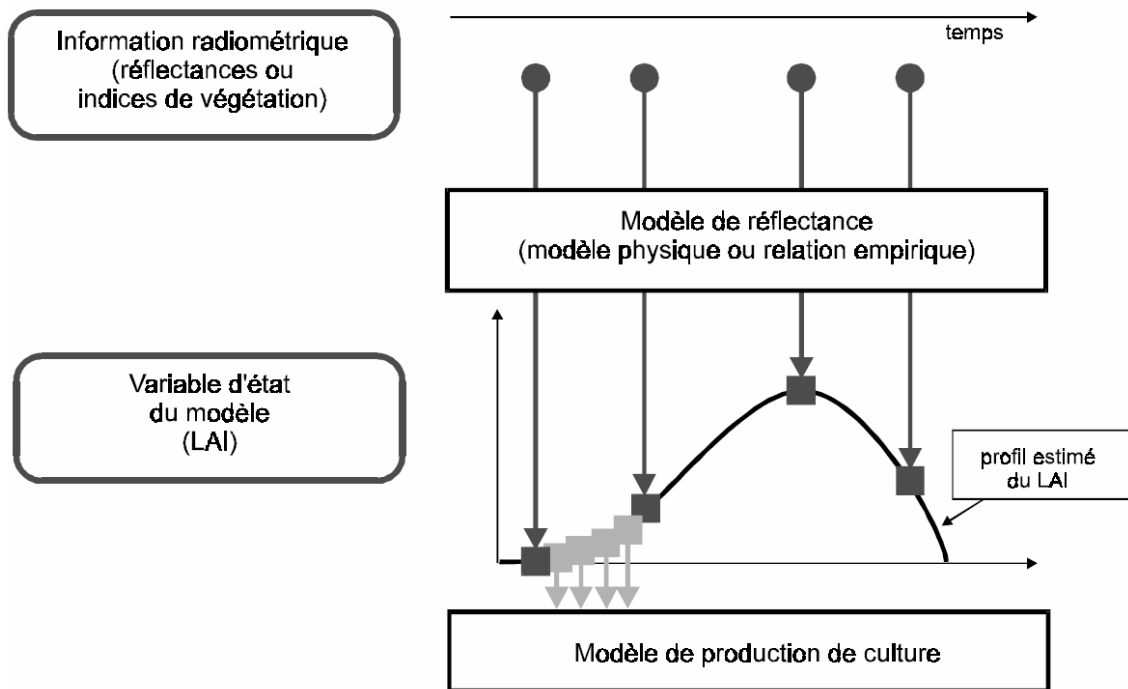 Information radiométrique
(réflectances ou
indices de végétation)
temps
Modèle de réflectance
(modèle physique ou relation empirique)
Variable d'état
du modèle
(LAI)
profil estimé
du LAI
Modèle de production de culture